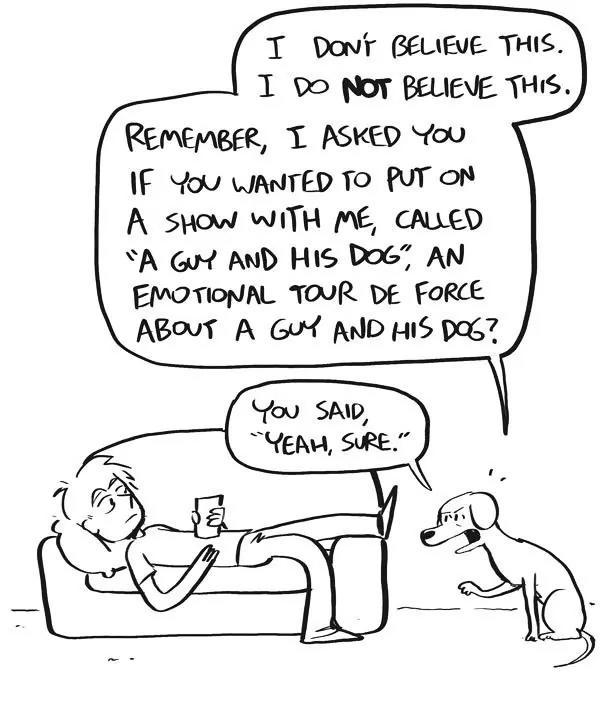 I DON'T BELIEVE THIS.
I DO NOT BELIEVE THIS.
REMEMBER, I ASKED YOU
IF YOU WANTED TO PUT ON
A SHOW WITH ME, CALLED
"A GUY AND HIS DOG", AN
EMOTIONAL TOUR DE FORCE
ABOUT A GUY AND HIS DOG?
YOU SAID,
"YEAH, SURE."